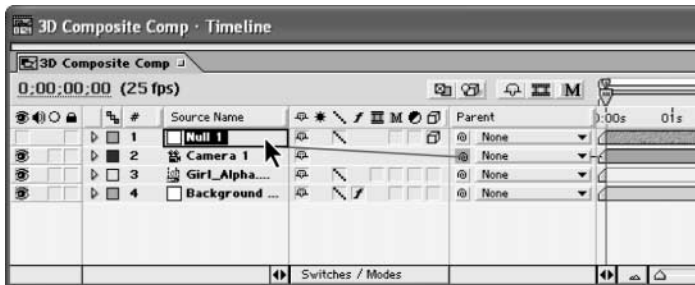 3D Composite Comp · Timeline
3D Composite Comp
0;00;00;00 (25 fps)
M
# Source Name M Parent :00s 01s
1 Null 1 None
2 Camera 1 None
3 Girl_Alpha.... None
4 Background ... None
Switches / Modes